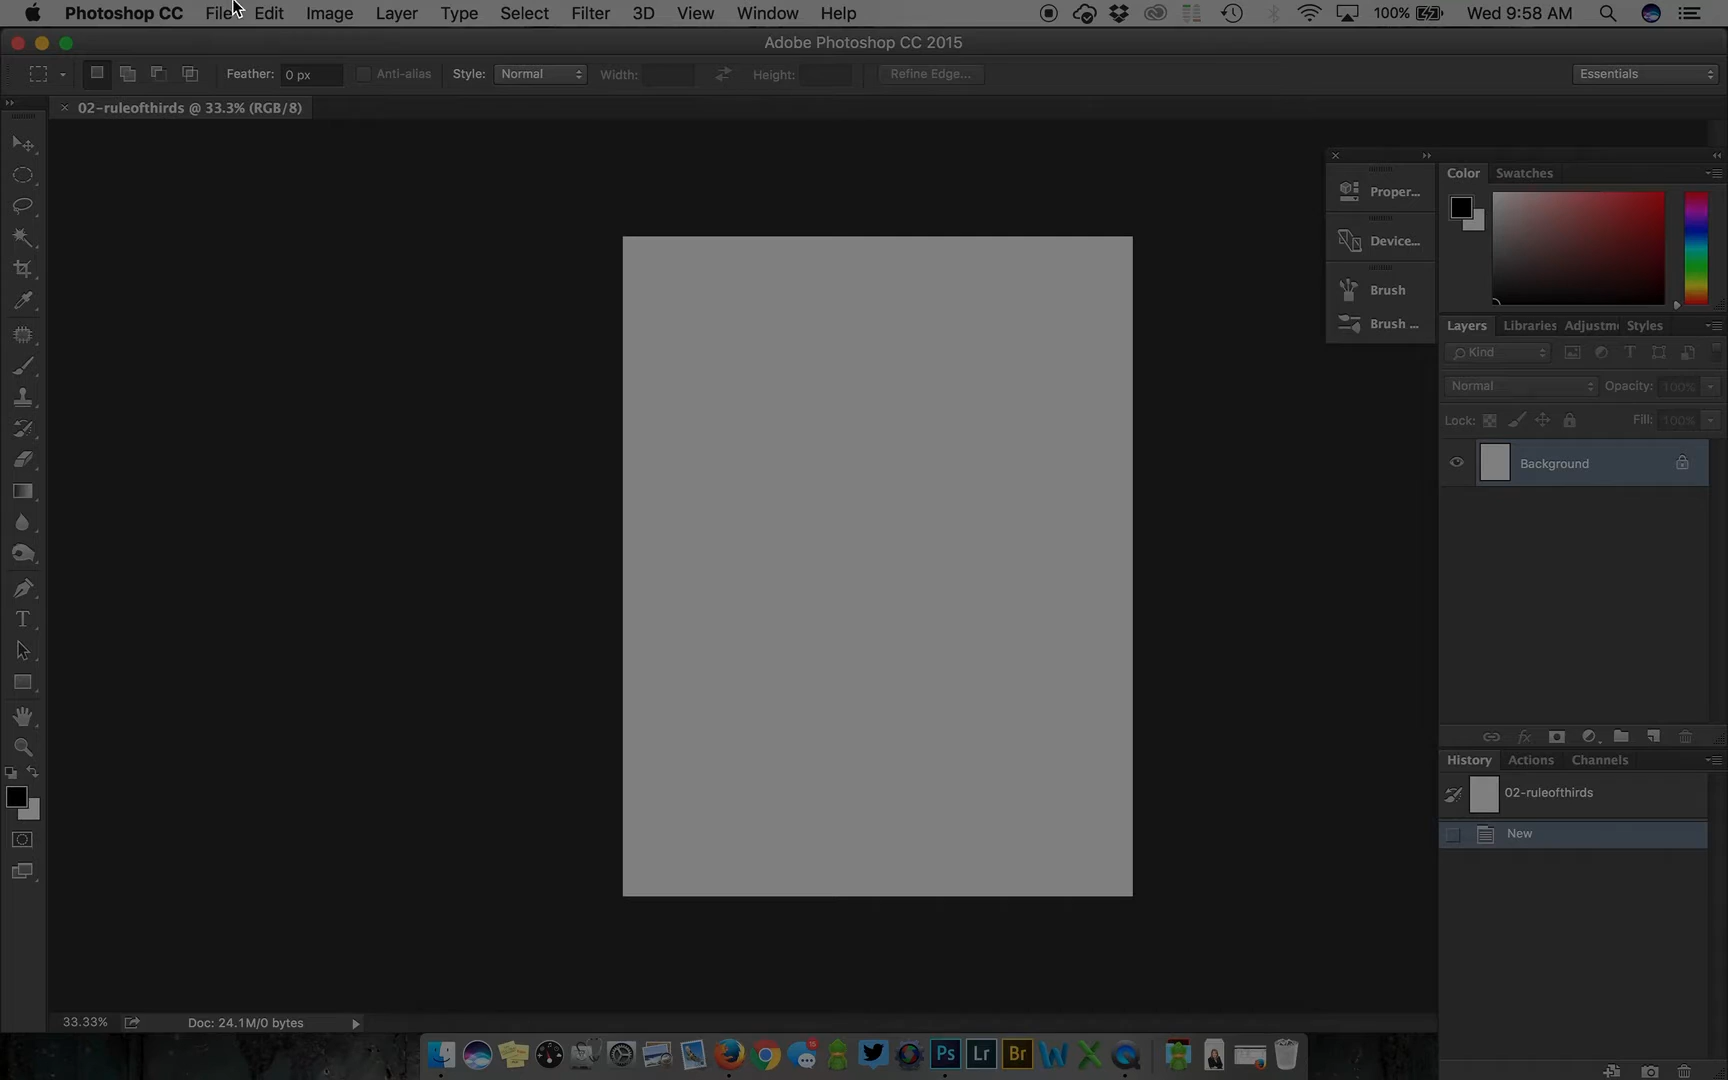 Photoshop CC File Edit Image Layer Type Select Filter 3D View Window Help 100% Wed 9:58 AM
Adobe Photoshop CC 2015
Feather: 0 px Anti-alias Style: Normal Width: Height: Refine Edge... Essentials
02-ruleofthirds @ 33.3% (RGB/8)
Color Swatches
Proper...
Device...
Brush
Brush ...
Layers Libraries Adjustm Styles
Kind
Normal Opacity: 100%
Lock: Fill: 100%
Background
History Actions Channels
02-ruleofthirds
New
33.33% Doc: 24.1M/0 bytes
15
Ps Lr Br